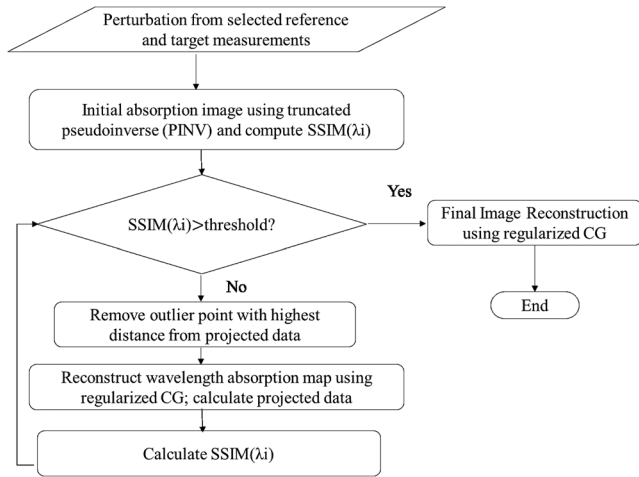 Perturbation from selected reference
and target measurements
Initial absorption image using truncated
pseudoinverse (PINV) and compute SSIM(λi)
SSIM(λi)>threshold?
Yes
Final Image Reconstruction
using regularized CG
End
No
Remove outlier point with highest
distance from projected data
Reconstruct wavelength absorption map using
regularized CG; calculate projected data
Calculate SSIM(λi)